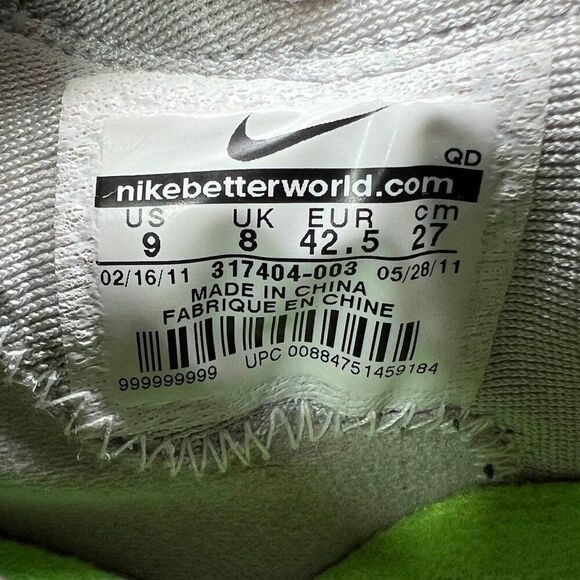 QD
nikebetterworld.com
US UK EUR cm
9 8 42.5 27
02/16/11 317404-003 05/28/11
MADE IN CHINA
FABRIQUE EN CHINE
999999999 UPC 00884751459184